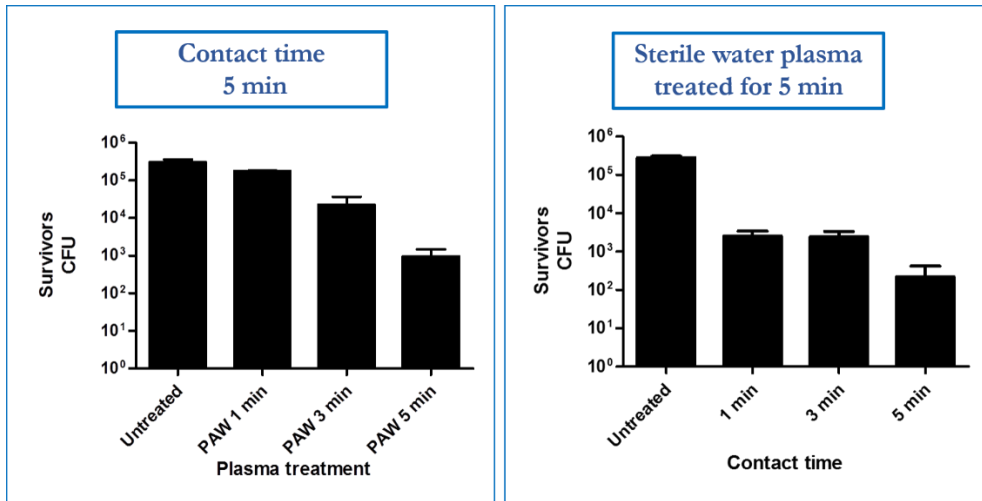 Contact time
5 min
10⁶
10⁵
10⁴
10³
10²
10¹
10⁰
Survivors
CFU
Untreated
PAW 1 min
PAW 3 min
PAW 5 min
Plasma treatment
Sterile water plasma
treated for 5 min
10⁶
10⁵
10⁴
10³
10²
10¹
10⁰
Survivors
CFU
Untreated
1 min
3 min
5 min
Contact time